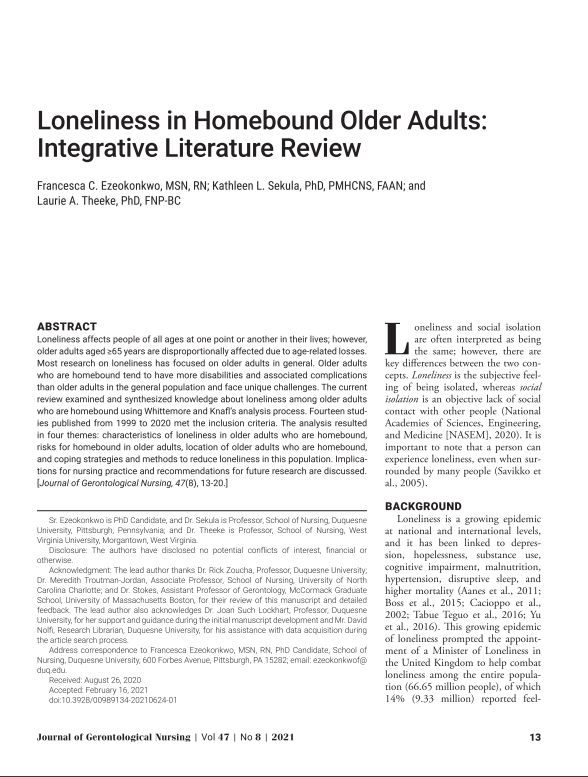 Loneliness in Homebound Older Adults:
Integrative Literature Review
Francesca C. Ezeokonkwo, MSN, RN; Kathleen L. Sekula, PhD, PMHCNS, FAAN; and
Laurie A. Theeke, PhD, FNP-BC
ABSTRACT
Loneliness affects people of all ages at one point or another in their lives; however,
older adults aged ≥65 years are disproportionally affected due to age-related losses.
Most research on loneliness has focused on older adults in general. Older adults
who are homebound tend to have more disabilities and associated complications
than older adults in the general population and face unique challenges. The current
review examined and synthesized knowledge about loneliness among older adults
who are homebound using Whittemore and Knafl's analysis process. Fourteen stud-
ies published from 1999 to 2020 met the inclusion criteria. The analysis resulted
in four themes: characteristics of loneliness in older adults who are homebound,
risks for homebound in older adults, location of older adults who are homebound,
and coping strategies and methods to reduce loneliness in this population. Implica-
tions for nursing practice and recommendations for future research are discussed.
[Journal of Gerontological Nursing, 47(8), 13-20.]
Sr. Ezeokonkwo is PhD Candidate, and Dr. Sekula is Professor, School of Nursing, Duquesne
University, Pittsburgh, Pennsylvania; and Dr. Theeke is Professor, School of Nursing, West
Virginia University, Morgantown, West Virginia.
Disclosure: The authors have disclosed no potential conflicts of interest, financial or
otherwise.
Acknowledgment: The lead author thanks Dr. Rick Zoucha, Professor, Duquesne University;
Dr. Meredith Troutman-Jordan, Associate Professor, School of Nursing, University of North
Carolina Charlotte; and Dr. Stokes, Assistant Professor of Gerontology, McCormack Graduate
School, University of Massachusetts Boston, for their review of this manuscript and detailed
feedback. The lead author also acknowledges Dr. Joan Such Lockhart, Professor, Duquesne
University, for her support and guidance during the initial manuscript development and Mr. David
Nolfi, Research Librarian, Duquesne University, for his assistance with data acquisition during
the article search process.
Address correspondence to Francesca Ezeokonkwo, MSN, RN, PhD Candidate, School of
Nursing, Duquesne University, 600 Forbes Avenue, Pittsburgh, PA 15282; email: ezeokonkwof@
duq.edu.
Received: August 26, 2020
Accepted: February 16, 2021
doi:10.3928/00989134-20210624-01
Loneliness and social isolation
are often interpreted as being
the same; however, there are
key differences between the two con-
cepts. Loneliness is the subjective feel-
ing of being isolated, whereas social
isolation is an objective lack of social
contact with other people (National
Academies of Sciences, Engineering,
and Medicine [NASEM], 2020). It is
important to note that a person can
experience loneliness, even when sur-
rounded by many people (Savikko et
al., 2005).
BACKGROUND
Loneliness is a growing epidemic
at national and international levels,
and it has been linked to depres-
sion, hopelessness, substance use,
cognitive impairment, malnutrition,
hypertension, disruptive sleep, and
higher mortality (Aanes et al., 2011;
Boss et al., 2015; Cacioppo et al.,
2002; Tabue Teguo et al., 2016; Yu
et al., 2016). This growing epidemic
of loneliness prompted the appoint-
ment of a Minister of Loneliness in
the United Kingdom to help combat
loneliness among the entire popula-
tion (66.65 million people), of which
14% (9.33 million) reported feel-
Journal of Gerontological Nursing | Vol 47 | No 8 | 2021
13